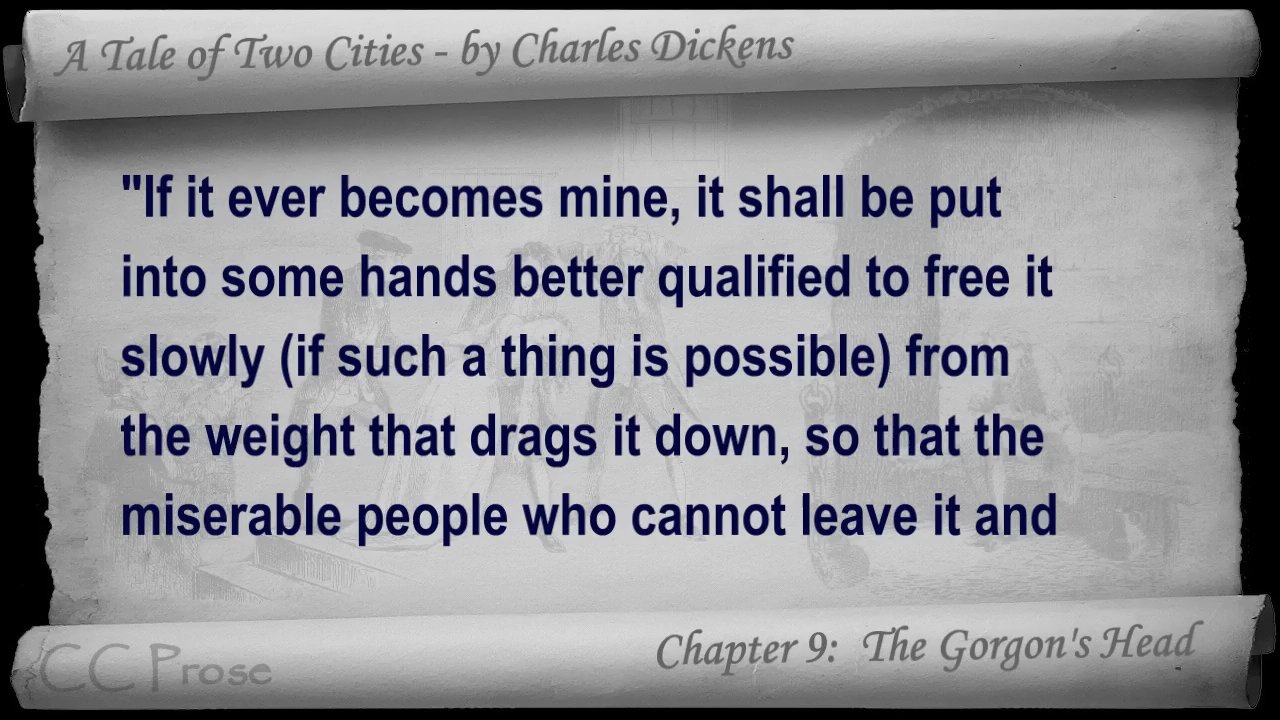 A Tale of Two Cities - by Charles Dickens
"If it ever becomes mine, it shall be put
into some hands better qualified to free it
slowly (if such a thing is possible) from
the weight that drags it down, so that the
miserable people who cannot leave it and
Chapter 9: The Gorgon's Head
CC Prose